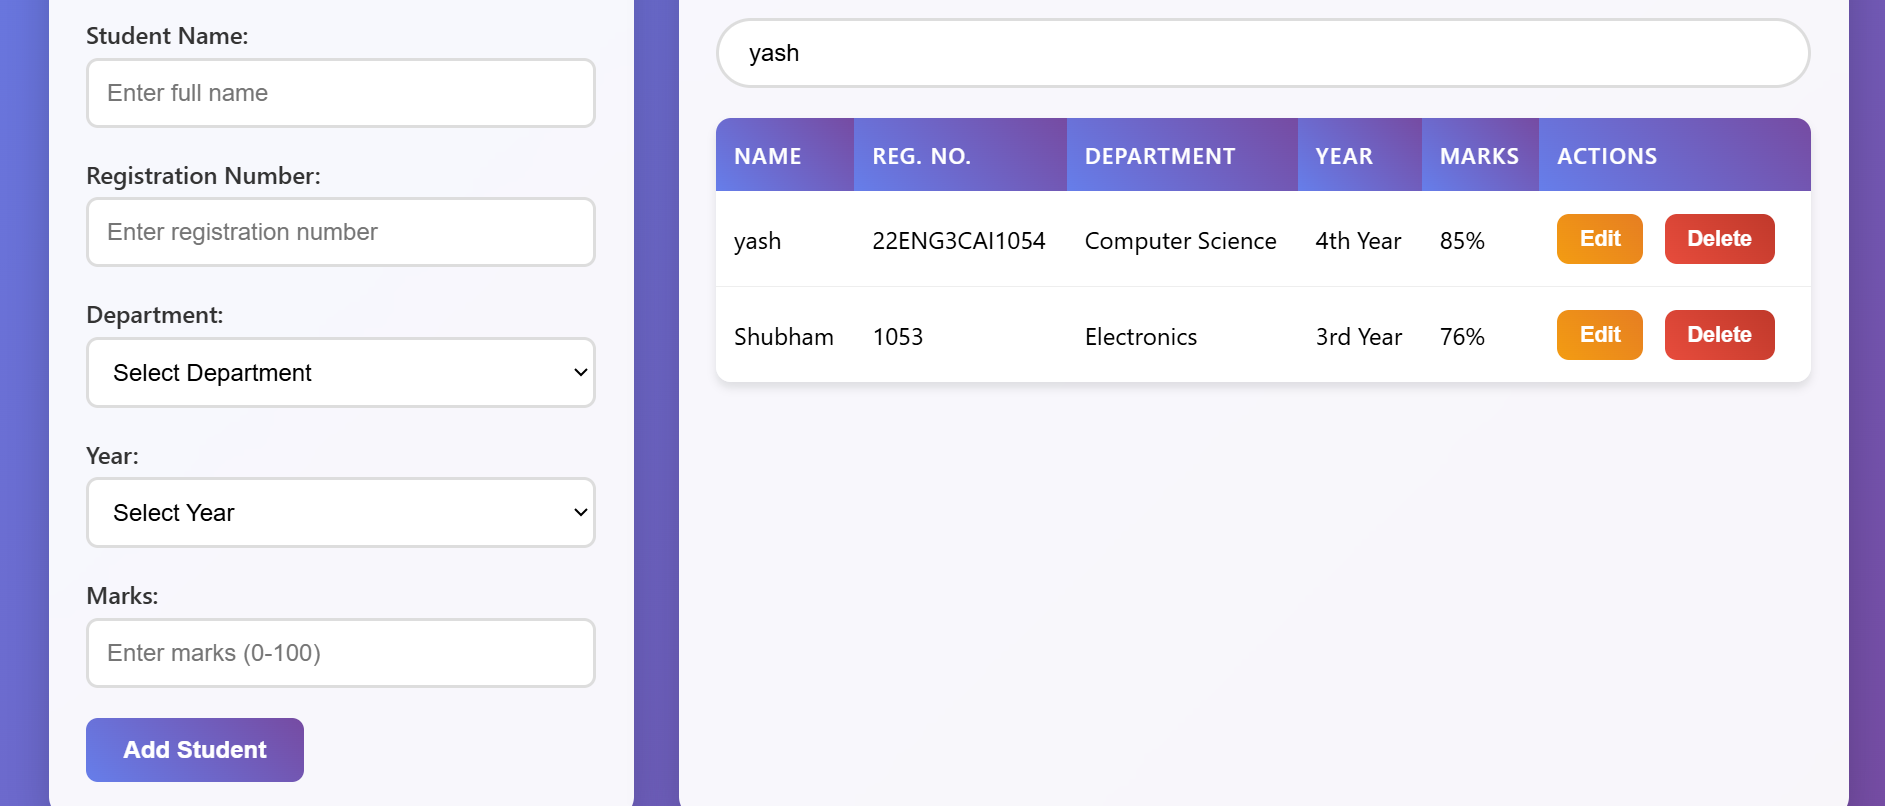 Student Name:
Enter full name
Registration Number:
Enter registration number
Department:
Select Department
Year:
Select Year
Marks:
Enter marks (0-100)
Add Student
yash
NAME REG. NO. DEPARTMENT YEAR MARKS ACTIONS
yash 22ENG3CAI1054 Computer Science 4th Year 85% Edit Delete
Shubham 1053 Electronics 3rd Year 76% Edit Delete